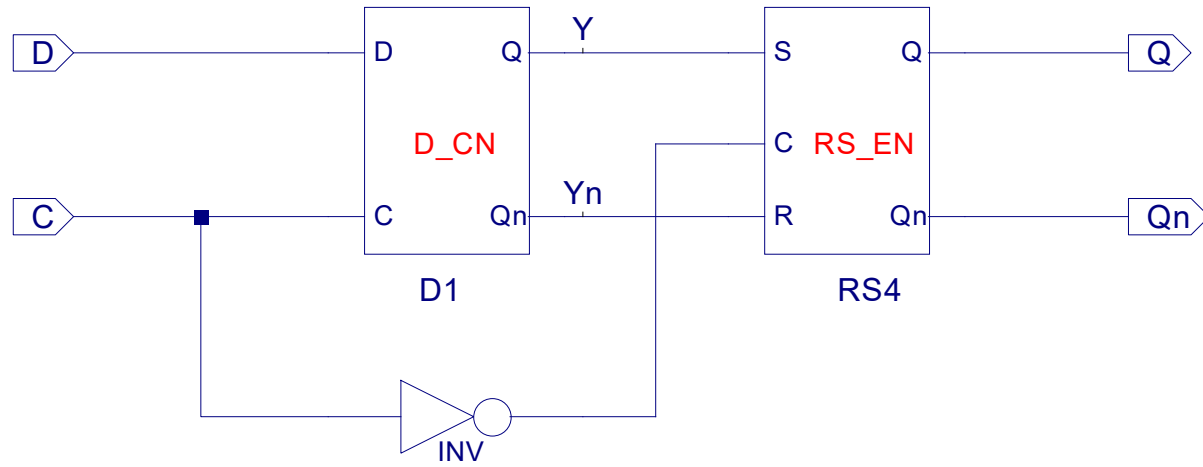 Y
D D Q S Q Q
D_CN C RS_EN
Yn
C C Qn R Qn Qn
D1 RS4
INV